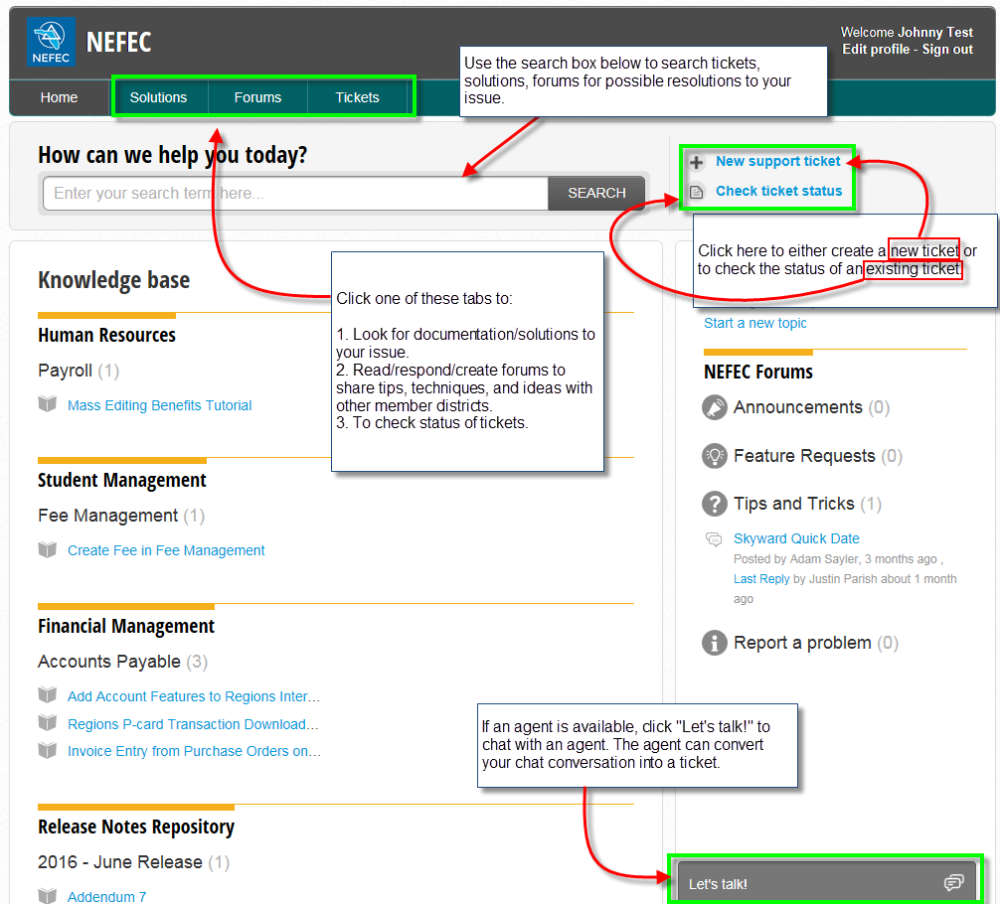 NEFEC
NEFEC
Welcome Johnny Test
Edit profile - Sign out
Home
Solutions
Forums
Tickets
Use the search box below to search tickets,
solutions, forums for possible resolutions to your
issue.
How can we help you today?
Enter your search term here...
SEARCH
New support ticket
Check ticket status
Click here to either create a new ticket or
to check the status of an existing ticket
Knowledge base
Click one of these tabs to:
1. Look for documentation/solutions to
your issue.
2. Read/respond/create forums to
share tips, techniques, and ideas with
other member districts.
3. To check status of tickets.
Human Resources
Payroll (1)
Mass Editing Benefits Tutorial
Student Management
Fee Management (1)
Create Fee in Fee Management
Financial Management
Accounts Payable (3)
Add Account Features to Regions Inter...
Regions P-card Transaction Download...
Invoice Entry from Purchase Orders on...
Release Notes Repository
2016 - June Release (1)
Addendum 7
Start a new topic
NEFEC Forums
Announcements (0)
Feature Requests (0)
Tips and Tricks (1)
Skyward Quick Date
Posted by Adam Sayler, 3 months ago ,
Last Reply by Justin Parish about 1 month
ago
Report a problem (0)
If an agent is available, click "Let's talk!" to
chat with an agent. The agent can convert
your chat conversation into a ticket.
Let's talk!